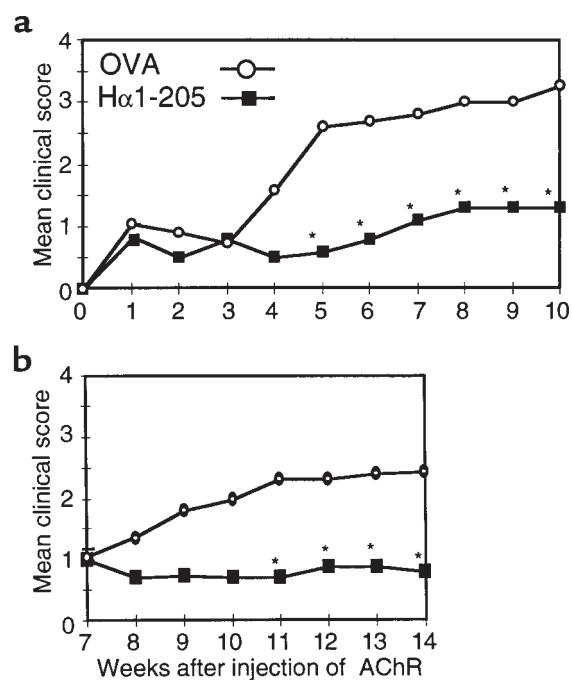 a
4
3
2
1
0
Mean clinical score
OVA
Hα1-205
* * * * * *
0 1 2 3 4 5 6 7 8 9 10
b
4
3
2
1
0
Mean clinical score
* * * *
7 8 9 10 11 12 13 14
Weeks after injection of AChR